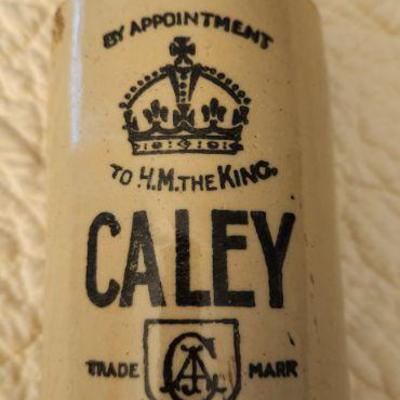 BY APPOINTMENT
TO H.M. THE KING.
CALEY
TRADE MARK